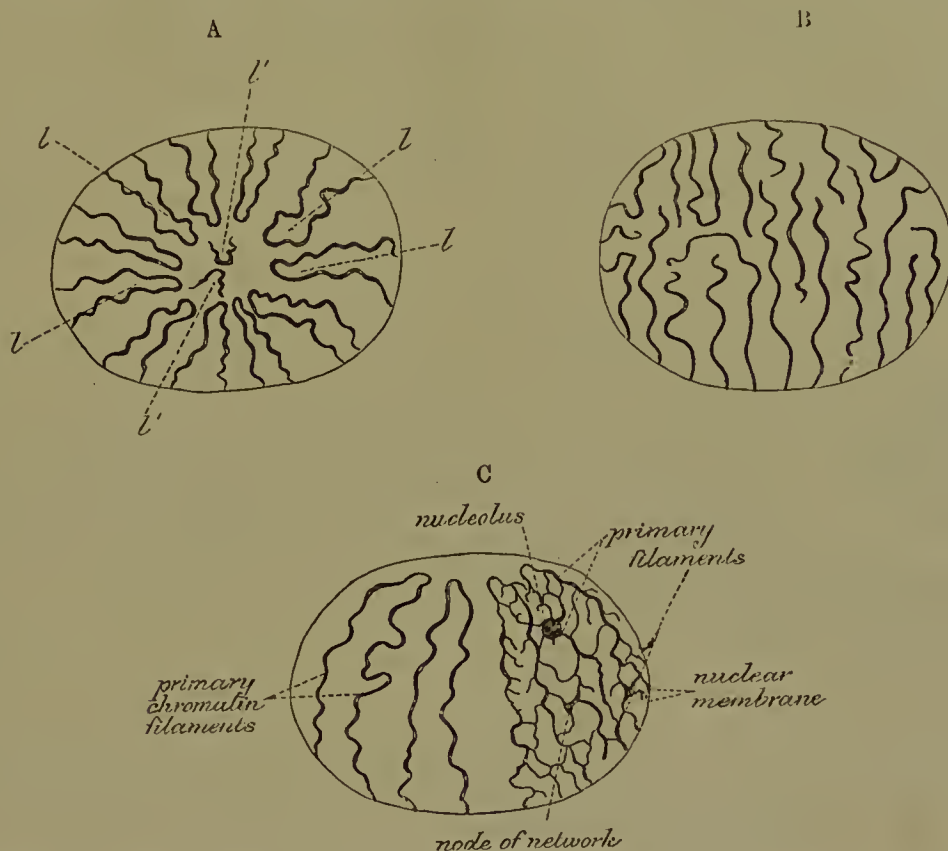 A
B
l'
l
l
l
l
l'
C
nucleolus
primary
filaments
primary
chromatin
filaments
nuclear
membrane
node of network